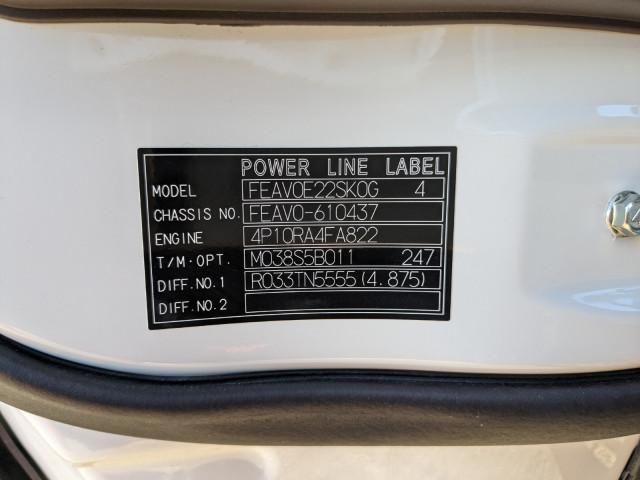 POWER LINE LABEL
MODEL FEAV0E22SK0G 4
CHASSIS NO. FEAV0-610437
ENGINE 4P10RA4FA822
T/M·OPT. M038S5B011 247
DIFF.NO.1 R033TN5555(4.875)
DIFF.NO.2